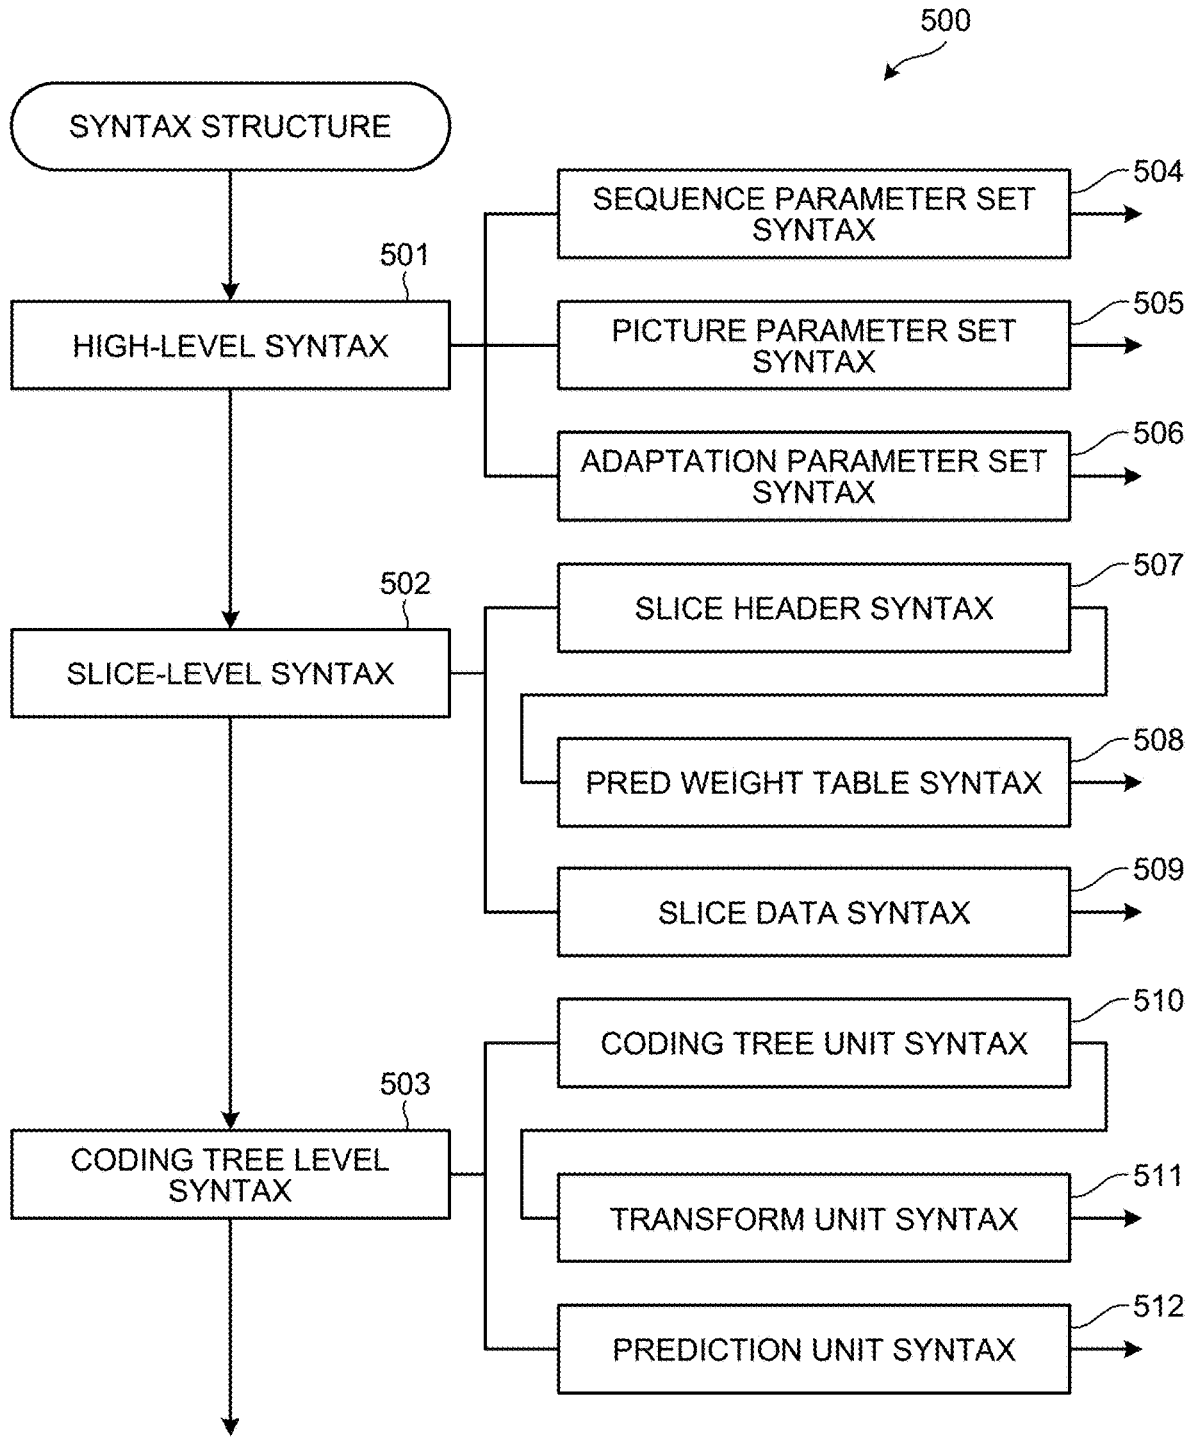 500
SYNTAX STRUCTURE
501
HIGH-LEVEL SYNTAX
504
SEQUENCE PARAMETER SET
SYNTAX
505
PICTURE PARAMETER SET
SYNTAX
506
ADAPTATION PARAMETER SET
SYNTAX
502
SLICE-LEVEL SYNTAX
507
SLICE HEADER SYNTAX
508
PRED WEIGHT TABLE SYNTAX
509
SLICE DATA SYNTAX
503
CODING TREE LEVEL
SYNTAX
510
CODING TREE UNIT SYNTAX
511
TRANSFORM UNIT SYNTAX
512
PREDICTION UNIT SYNTAX